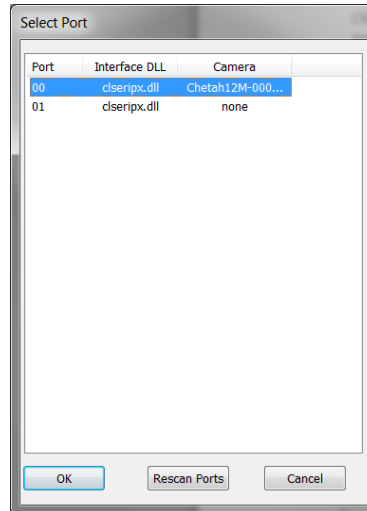 Select Port
Port Interface DLL Camera
00 clseripx.dll Chetah12M-000...
01 clseripx.dll none
OK Rescan Ports Cancel